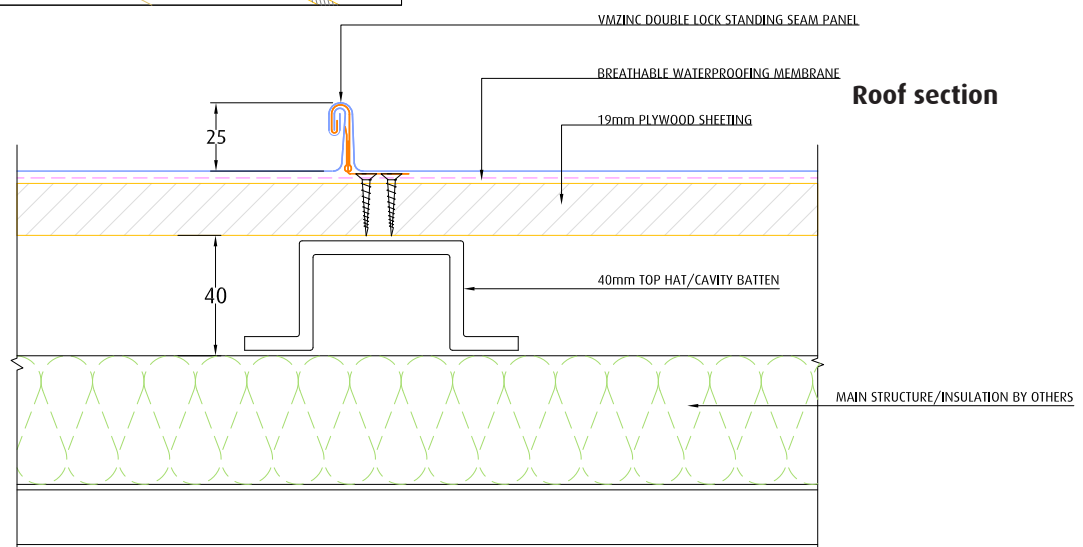 VMZINC DOUBLE LOCK STANDING SEAM PANEL
BREATHABLE WATERPROOFING MEMBRANE
Roof section
19mm PLYWOOD SHEETING
25
40
40mm TOP HAT/CAVITY BATTEN
MAIN STRUCTURE/INSULATION BY OTHERS